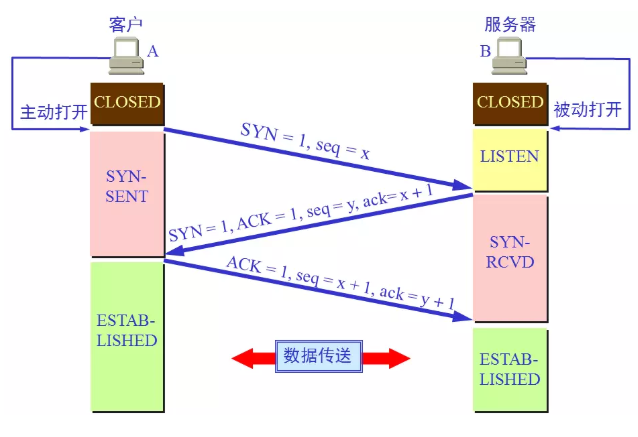 客户
服务器
A
B
CLOSED
CLOSED
主动打开
被动打开
SYN = 1, seq = x
LISTEN
SYN-
SENT
SYN = 1, ACK = 1, seq = y, ack= x + 1
SYN-
RCVD
ACK = 1, seq = x + 1, ack = y + 1
ESTAB-
LISHED
数据传送
ESTAB-
LISHED